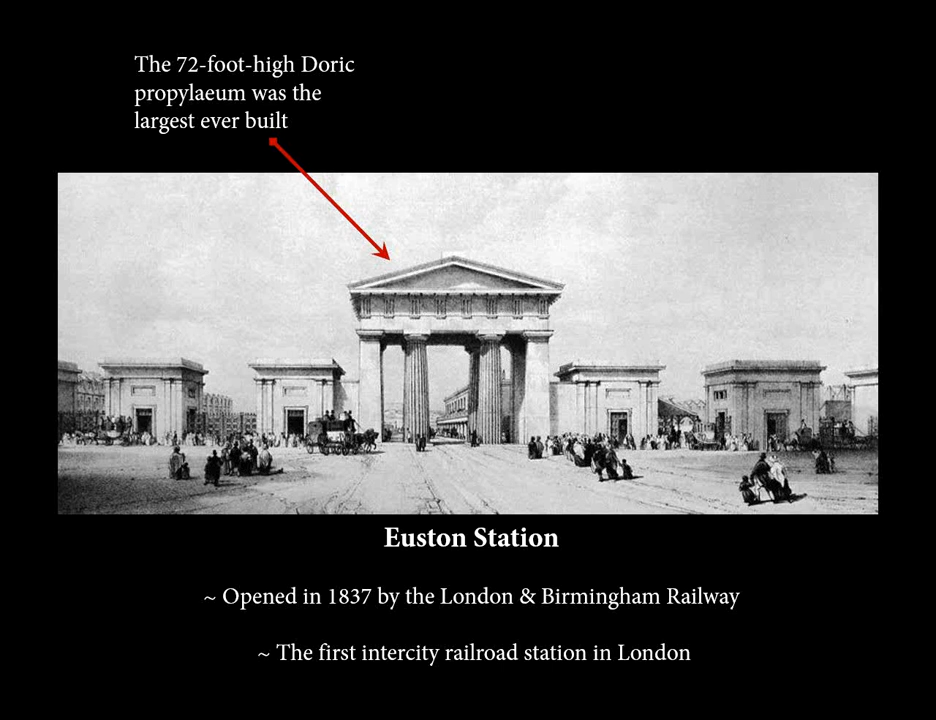 The 72-foot-high Doric
propylaeum was the
largest ever built
Euston Station
~ Opened in 1837 by the London & Birmingham Railway
~ The first intercity railroad station in London